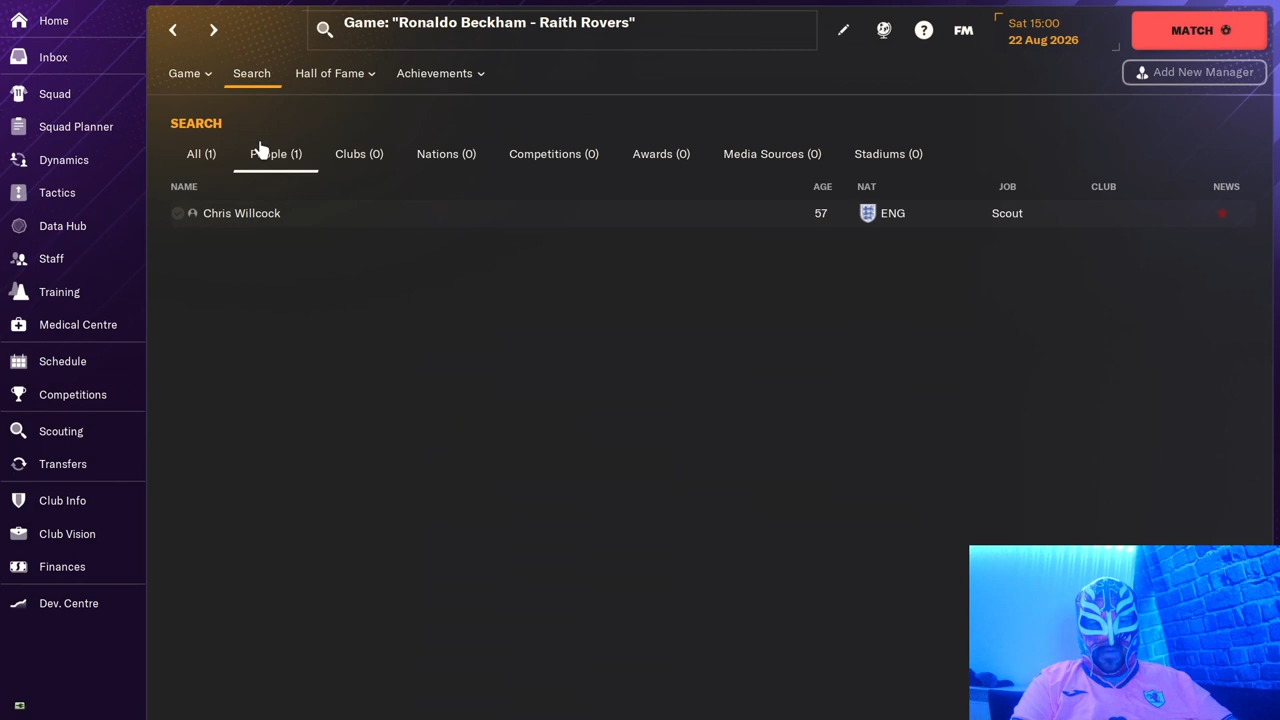 Home
Inbox
Squad
Squad Planner
Dynamics
Tactics
Data Hub
Staff
Training
Medical Centre
Schedule
Competitions
Scouting
Transfers
Club Info
Club Vision
Finances
Dev. Centre
Game: "Ronaldo Beckham - Raith Rovers"
? FM
Sat 15:00
22 Aug 2026
MATCH
Game Search Hall of Fame Achievements
Add New Manager
SEARCH
All (1) People (1) Clubs (0) Nations (0) Competitions (0) Awards (0) Media Sources (0) Stadiums (0)
NAME AGE NAT JOB CLUB NEWS
Chris Willcock 57 ENG Scout